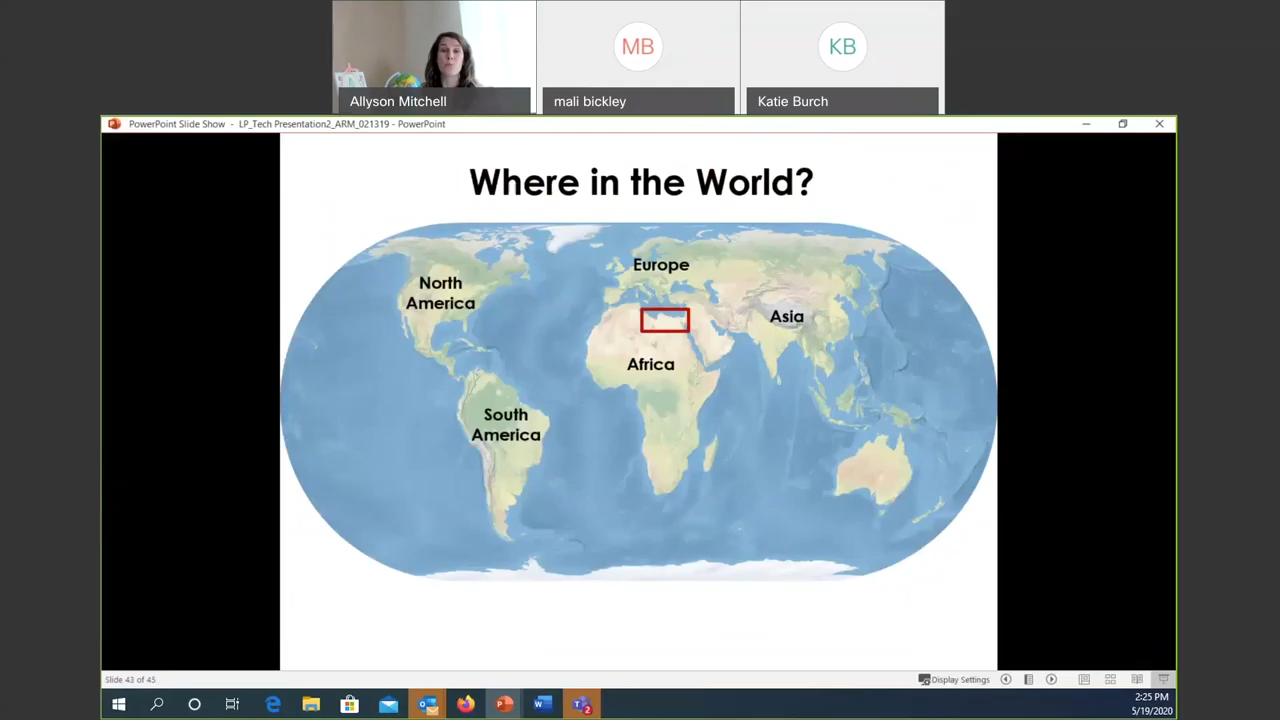 MB
KB
Allyson Mitchell
mali bickley
Katie Burch
PowerPoint Slide Show - LP_Tech Presentation2_ARM_021319 - PowerPoint
Where in the World?
North
America
Europe
Asia
Africa
South
America
Slide 43 of 45
Display Settings
2:25 PM
5/19/2020
2